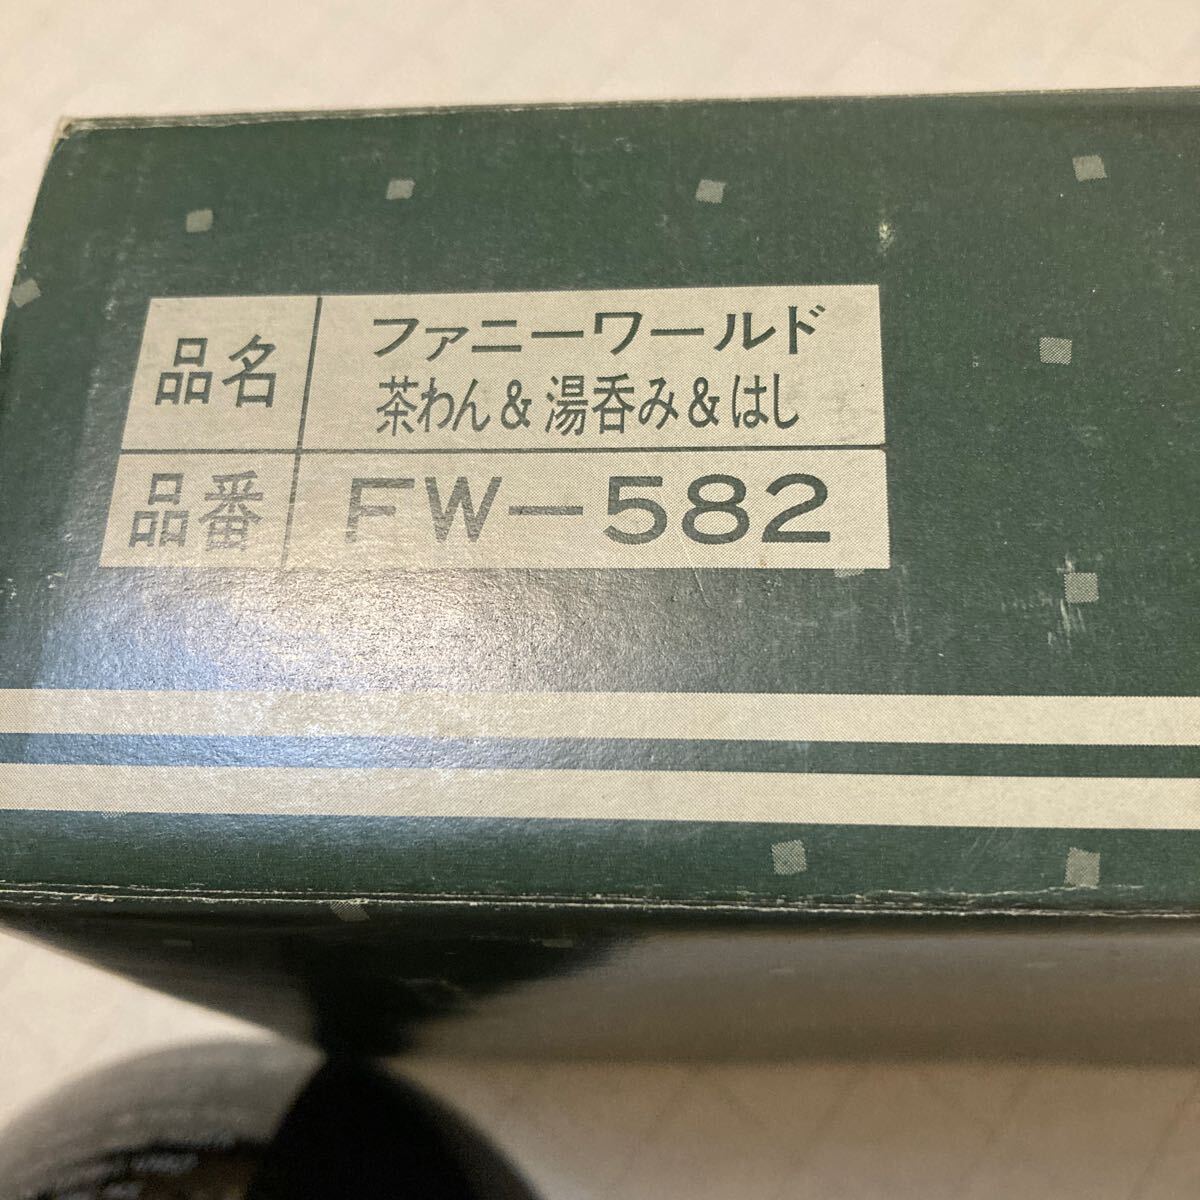 品名 ファニーワールド
茶わん&湯呑み&はし
品番 FW-582